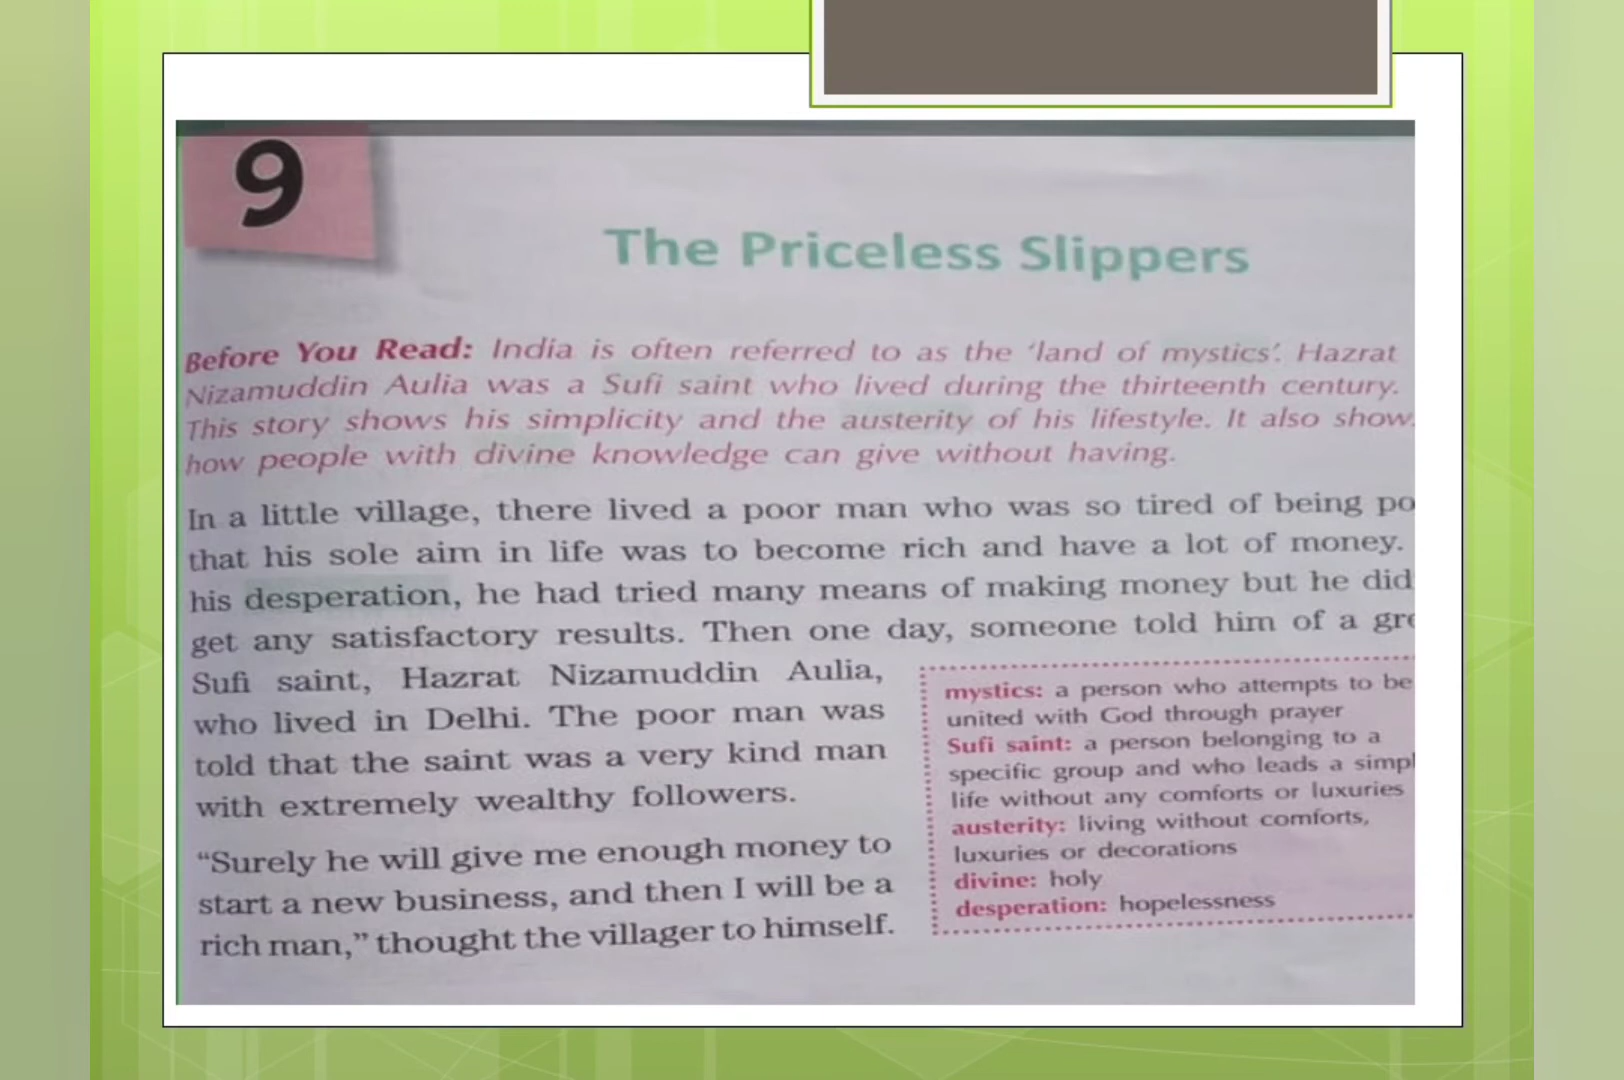 9
The Priceless Slippers
Before You Read: India is often referred to as the ‘land of mystics’. Hazrat
Nizamuddin Aulia was a Sufi saint who lived during the thirteenth century.
This story shows his simplicity and the austerity of his lifestyle. It also show
how people with divine knowledge can give without having.
In a little village, there lived a poor man who was so tired of being po
that his sole aim in life was to become rich and have a lot of money.
his desperation, he had tried many means of making money but he did
get any satisfactory results. Then one day, someone told him of a gre
Sufi saint, Hazrat Nizamuddin Aulia,
who lived in Delhi. The poor man was
told that the saint was a very kind man
with extremely wealthy followers.
“Surely he will give me enough money to
start a new business, and then I will be a
rich man,” thought the villager to himself.
mystics: a person who attempts to be
united with God through prayer
Sufi saint: a person belonging to a
specific group and who leads a simpl
life without any comforts or luxuries
austerity: living without comforts,
luxuries or decorations
divine: holy
desperation: hopelessness